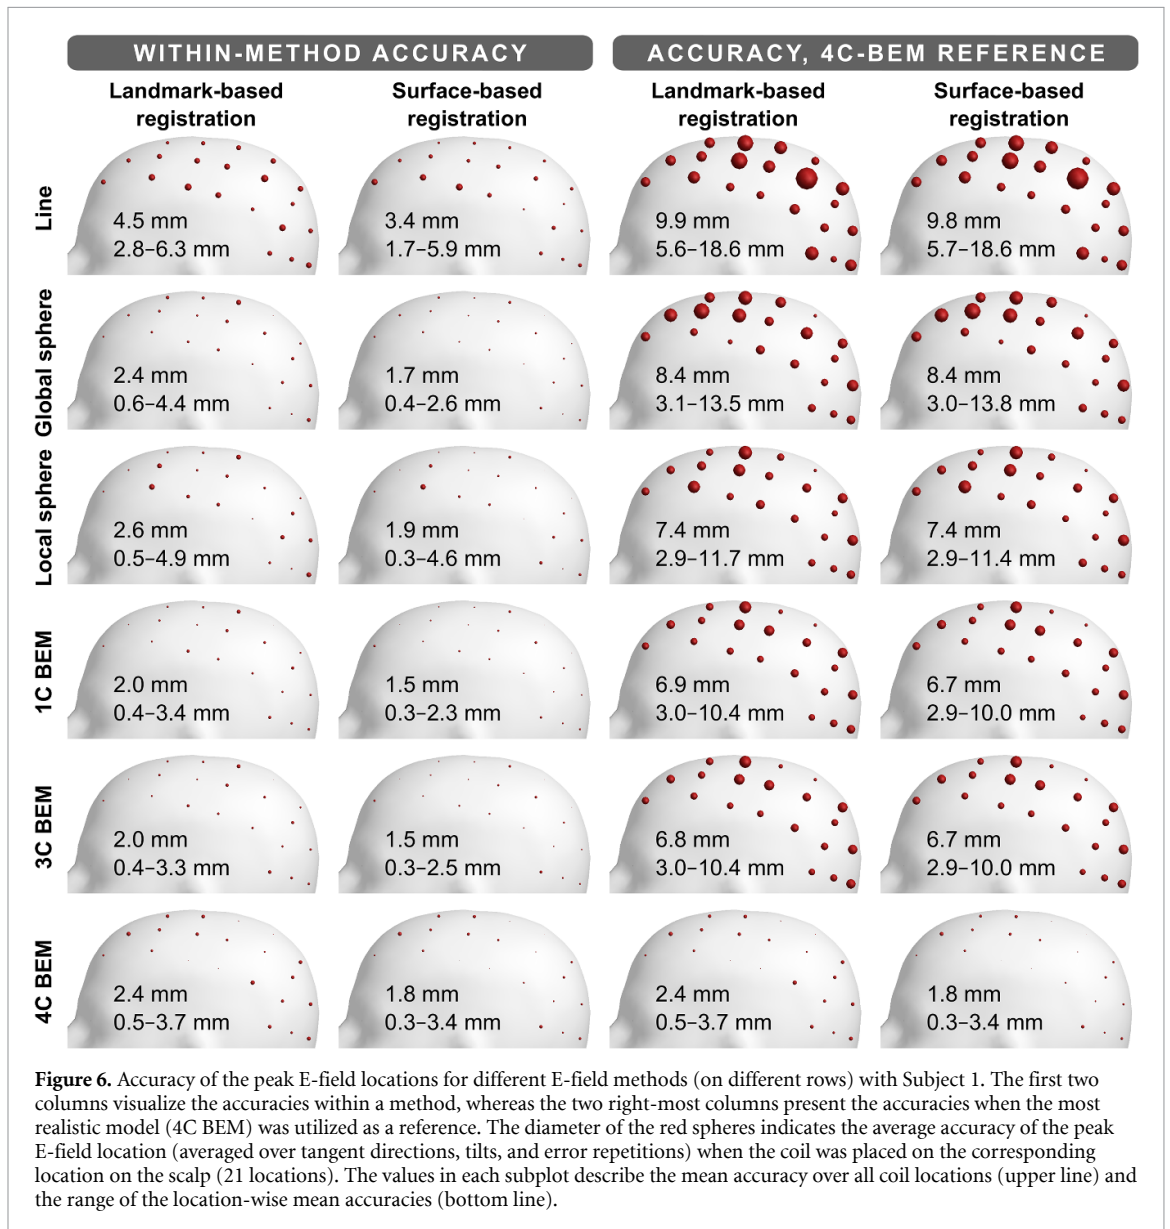 WITHIN-METHOD ACCURACY
ACCURACY, 4C-BEM REFERENCE
Landmark-based
registration
Surface-based
registration
Landmark-based
registration
Surface-based
registration
Line
4.5 mm
2.8–6.3 mm
3.4 mm
1.7–5.9 mm
9.9 mm
5.6–18.6 mm
9.8 mm
5.7–18.6 mm
Global sphere
2.4 mm
0.6–4.4 mm
1.7 mm
0.4–2.6 mm
8.4 mm
3.1–13.5 mm
8.4 mm
3.0–13.8 mm
Local sphere
2.6 mm
0.5–4.9 mm
1.9 mm
0.3–4.6 mm
7.4 mm
2.9–11.7 mm
7.4 mm
2.9–11.4 mm
1C BEM
2.0 mm
0.4–3.4 mm
1.5 mm
0.3–2.3 mm
6.9 mm
3.0–10.4 mm
6.7 mm
2.9–10.0 mm
3C BEM
2.0 mm
0.4–3.3 mm
1.5 mm
0.3–2.5 mm
6.8 mm
3.0–10.4 mm
6.7 mm
2.9–10.0 mm
4C BEM
2.4 mm
0.5–3.7 mm
1.8 mm
0.3–3.4 mm
2.4 mm
0.5–3.7 mm
1.8 mm
0.3–3.4 mm
Figure 6. Accuracy of the peak E-field locations for different E-field methods (on different rows) with Subject 1. The first two
columns visualize the accuracies within a method, whereas the two right-most columns present the accuracies when the most
realistic model (4C BEM) was utilized as a reference. The diameter of the red spheres indicates the average accuracy of the peak
E-field location (averaged over tangent directions, tilts, and error repetitions) when the coil was placed on the corresponding
location on the scalp (21 locations). The values in each subplot describe the mean accuracy over all coil locations (upper line) and
the range of the location-wise mean accuracies (bottom line).